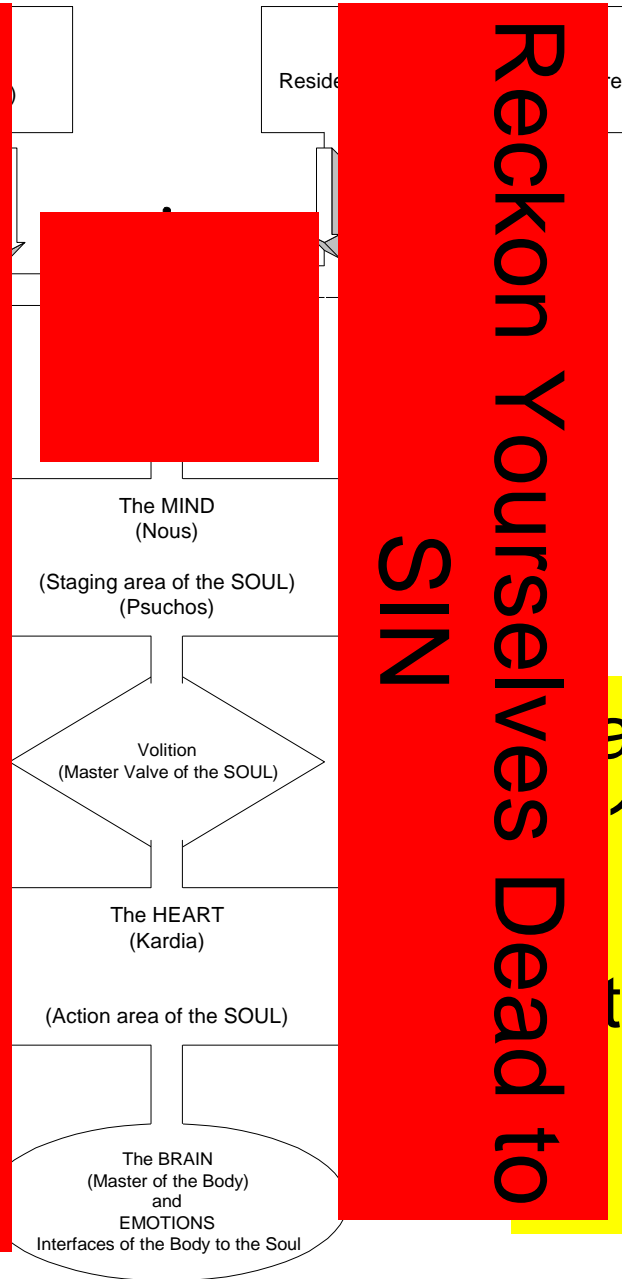 The MIND
(Nous)
(Staging area of the SOUL)
(Psuchos)
Volition
(Master Valve of the SOUL)
The HEART
(Kardia)
(Action area of the SOUL)
The BRAIN
(Master of the Body)
and
EMOTIONS
Interfaces of the Body to the Soul
Reckon Yourselves Dead to
SIN